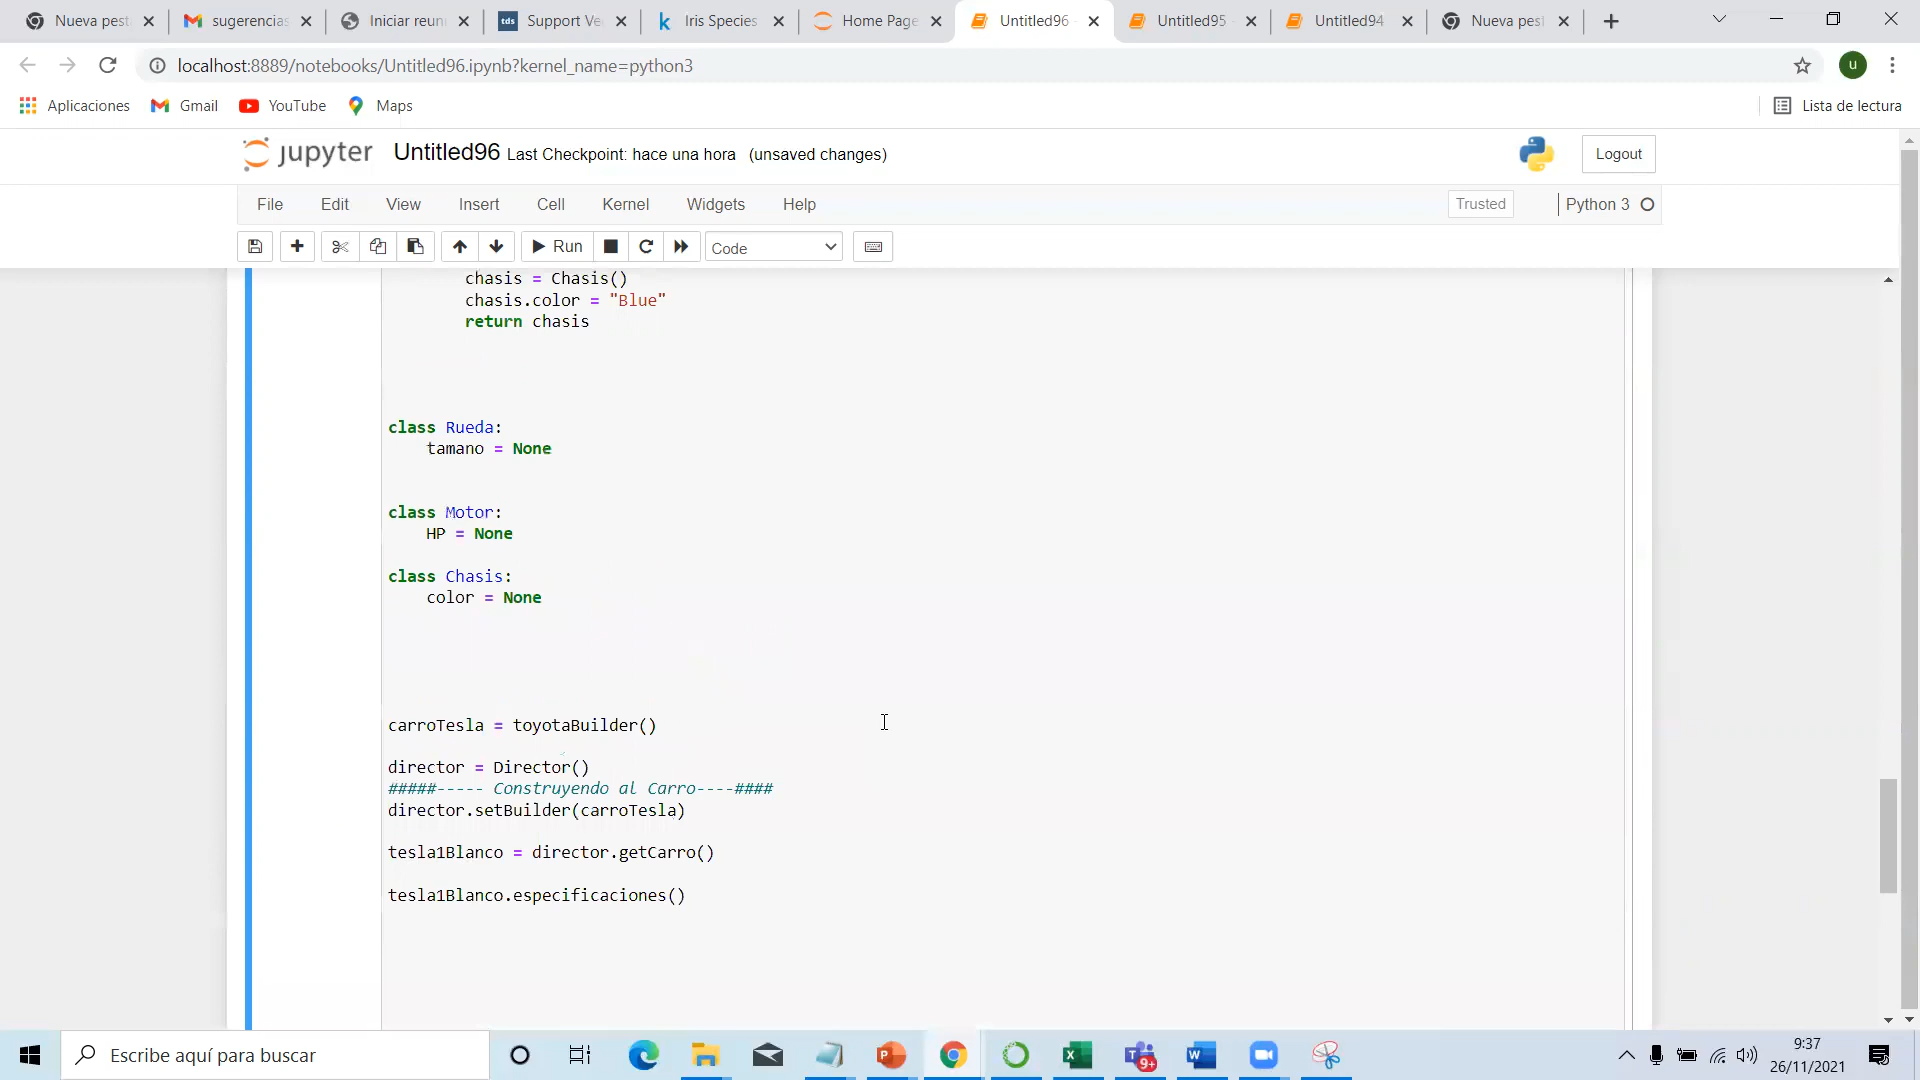 Nueva pest
sugerencias
Iniciar reun
tds Support Ve
k Iris Species
Home Page
Untitled96
Untitled95
Untitled94
Nueva pest
localhost:8889/notebooks/Untitled96.ipynb?kernel_name=python3
u
Aplicaciones Gmail YouTube Maps Lista de lectura
jupyter Untitled96 Last Checkpoint: hace una hora (unsaved changes) Logout
File Edit View Insert Cell Kernel Widgets Help Trusted Python 3
Run Code
chasis = Chasis()
chasis.color = "Blue"
return chasis
class Rueda:
tamano = None
class Motor:
HP = None
class Chasis:
color = None
carroTesla = toyotaBuilder()
director = Director()
#####----- Construyendo al Carro----####
director.setBuilder(carroTesla)
tesla1Blanco = director.getCarro()
tesla1Blanco.especificaciones()
Escribe aquí para buscar
9+
9:37
26/11/2021